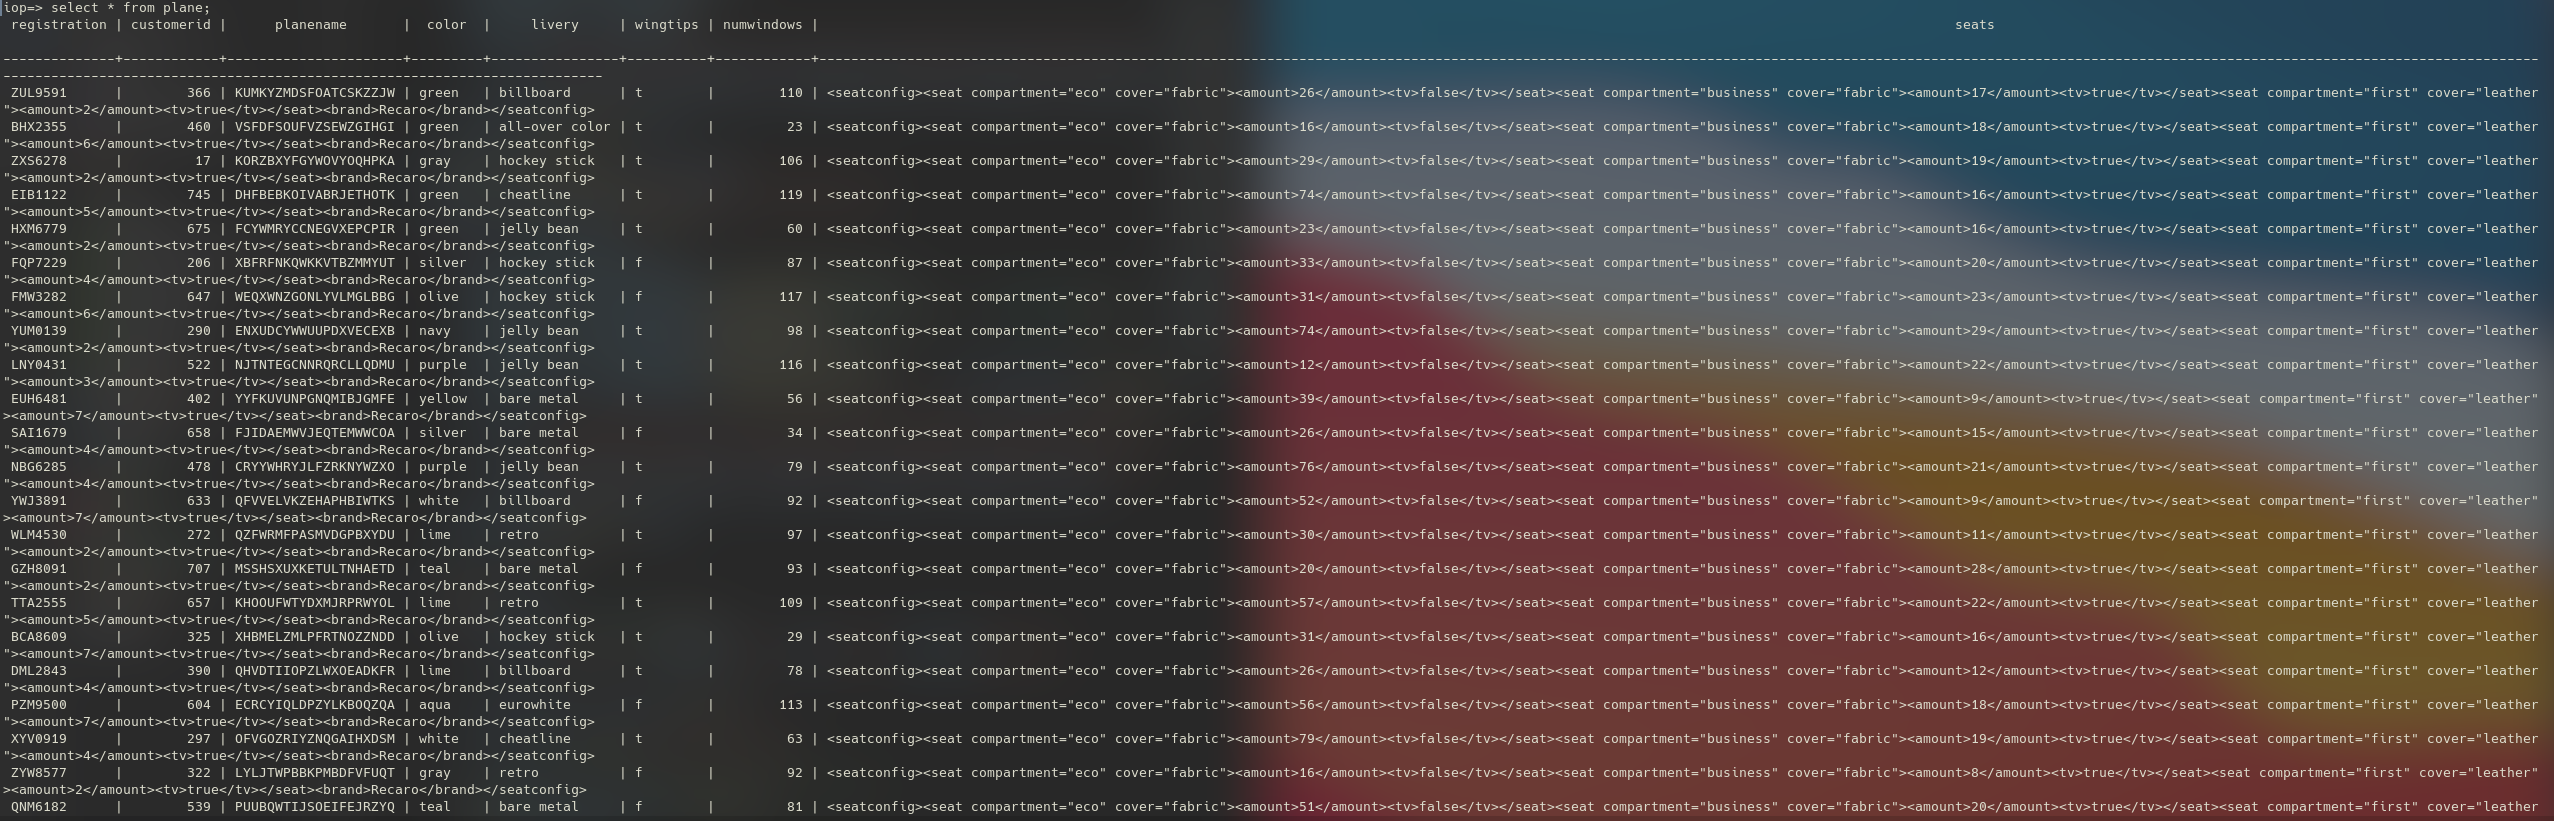 iop=> select * from plane;
 registration | customerid |      planename       |  color  |     livery     | wingtips | numwindows |                                                                                                                                               seats
--------------+------------+----------------------+---------+----------------+----------+------------+------------------------------------------------------------------------------------------------------------------------------------------------------------------------------------------------------------------------
---------------------------------------------------------------------------
 ZUL9591      |        366 | KUMKYZMDSFOATCSKZZJW | green   | billboard      | t        |        110 | <seatconfig><seat compartment="eco" cover="fabric"><amount>26</amount><tv>false</tv></seat><seat compartment="business" cover="fabric"><amount>17</amount><tv>true</tv></seat><seat compartment="first" cover="leather
"><amount>2</amount><tv>true</tv></seat><brand>Recaro</brand></seatconfig>
 BHX2355      |        460 | VSFDFSOUFVZSEWZGIHGI | green   | all-over color | t        |         23 | <seatconfig><seat compartment="eco" cover="fabric"><amount>16</amount><tv>false</tv></seat><seat compartment="business" cover="fabric"><amount>18</amount><tv>true</tv></seat><seat compartment="first" cover="leather
"><amount>6</amount><tv>true</tv></seat><brand>Recaro</brand></seatconfig>
 ZXS6278      |         17 | KORZBXYFGYWOVYOQHPKA | gray    | hockey stick   | t        |        106 | <seatconfig><seat compartment="eco" cover="fabric"><amount>29</amount><tv>false</tv></seat><seat compartment="business" cover="fabric"><amount>19</amount><tv>true</tv></seat><seat compartment="first" cover="leather
"><amount>2</amount><tv>true</tv></seat><brand>Recaro</brand></seatconfig>
 EIB1122      |        745 | DHFBEBKOIVABRJETHOTK | green   | cheatline      | t        |        119 | <seatconfig><seat compartment="eco" cover="fabric"><amount>74</amount><tv>false</tv></seat><seat compartment="business" cover="fabric"><amount>16</amount><tv>true</tv></seat><seat compartment="first" cover="leather
"><amount>5</amount><tv>true</tv></seat><brand>Recaro</brand></seatconfig>
 HXM6779      |        675 | FCYWMRYCCNEGVXEPCPIR | green   | jelly bean     | t        |         60 | <seatconfig><seat compartment="eco" cover="fabric"><amount>23</amount><tv>false</tv></seat><seat compartment="business" cover="fabric"><amount>16</amount><tv>true</tv></seat><seat compartment="first" cover="leather
"><amount>2</amount><tv>true</tv></seat><brand>Recaro</brand></seatconfig>
 FQP7229      |        206 | XBFRFNKQWKKVTBZMMYUT | silver  | hockey stick   | f        |         87 | <seatconfig><seat compartment="eco" cover="fabric"><amount>33</amount><tv>false</tv></seat><seat compartment="business" cover="fabric"><amount>20</amount><tv>true</tv></seat><seat compartment="first" cover="leather
"><amount>4</amount><tv>true</tv></seat><brand>Recaro</brand></seatconfig>
 FMW3282      |        647 | WEQXWNZGONLYVLMGLBBG | olive   | hockey stick   | f        |        117 | <seatconfig><seat compartment="eco" cover="fabric"><amount>31</amount><tv>false</tv></seat><seat compartment="business" cover="fabric"><amount>23</amount><tv>true</tv></seat><seat compartment="first" cover="leather
"><amount>6</amount><tv>true</tv></seat><brand>Recaro</brand></seatconfig>
 YUM0139      |        290 | ENXUDCYWWUUPDXVECEXB | navy    | jelly bean     | t        |         98 | <seatconfig><seat compartment="eco" cover="fabric"><amount>74</amount><tv>false</tv></seat><seat compartment="business" cover="fabric"><amount>29</amount><tv>true</tv></seat><seat compartment="first" cover="leather
"><amount>2</amount><tv>true</tv></seat><brand>Recaro</brand></seatconfig>
 LNY0431      |        522 | NJTNTEGCNNRQRCLLQDMU | purple  | jelly bean     | t        |        116 | <seatconfig><seat compartment="eco" cover="fabric"><amount>12</amount><tv>false</tv></seat><seat compartment="business" cover="fabric"><amount>22</amount><tv>true</tv></seat><seat compartment="first" cover="leather
"><amount>3</amount><tv>true</tv></seat><brand>Recaro</brand></seatconfig>
 EUH6481      |        402 | YYFKUVUNPGNQMIBJGMFE | yellow  | bare metal     | t        |         56 | <seatconfig><seat compartment="eco" cover="fabric"><amount>39</amount><tv>false</tv></seat><seat compartment="business" cover="fabric"><amount>9</amount><tv>true</tv></seat><seat compartment="first" cover="leather"
><amount>7</amount><tv>true</tv></seat><brand>Recaro</brand></seatconfig>
 SAI1679      |        658 | FJIDAEMWVJEQTEMWWCOA | silver  | bare metal     | f        |         34 | <seatconfig><seat compartment="eco" cover="fabric"><amount>26</amount><tv>false</tv></seat><seat compartment="business" cover="fabric"><amount>15</amount><tv>true</tv></seat><seat compartment="first" cover="leather
"><amount>4</amount><tv>true</tv></seat><brand>Recaro</brand></seatconfig>
 NBG6285      |        478 | CRYYWHRYJLFZRKNYWZXO | purple  | jelly bean     | t        |         79 | <seatconfig><seat compartment="eco" cover="fabric"><amount>76</amount><tv>false</tv></seat><seat compartment="business" cover="fabric"><amount>21</amount><tv>true</tv></seat><seat compartment="first" cover="leather
"><amount>4</amount><tv>true</tv></seat><brand>Recaro</brand></seatconfig>
 YWJ3891      |        633 | QFVVELVKZEHAPHBIWTKS | white   | billboard      | f        |         92 | <seatconfig><seat compartment="eco" cover="fabric"><amount>52</amount><tv>false</tv></seat><seat compartment="business" cover="fabric"><amount>9</amount><tv>true</tv></seat><seat compartment="first" cover="leather"
><amount>7</amount><tv>true</tv></seat><brand>Recaro</brand></seatconfig>
 WLM4530      |        272 | QZFWRMFPASMVDGPBXYDU | lime    | retro          | t        |         97 | <seatconfig><seat compartment="eco" cover="fabric"><amount>30</amount><tv>false</tv></seat><seat compartment="business" cover="fabric"><amount>11</amount><tv>true</tv></seat><seat compartment="first" cover="leather
"><amount>2</amount><tv>true</tv></seat><brand>Recaro</brand></seatconfig>
 GZH8091      |        707 | MSSHSXUXKETULTNHAETD | teal    | bare metal     | f        |         93 | <seatconfig><seat compartment="eco" cover="fabric"><amount>20</amount><tv>false</tv></seat><seat compartment="business" cover="fabric"><amount>28</amount><tv>true</tv></seat><seat compartment="first" cover="leather
"><amount>2</amount><tv>true</tv></seat><brand>Recaro</brand></seatconfig>
 TTA2555      |        657 | KHOOUFWTYDXMJRPRWYOL | lime    | retro          | t        |        109 | <seatconfig><seat compartment="eco" cover="fabric"><amount>57</amount><tv>false</tv></seat><seat compartment="business" cover="fabric"><amount>22</amount><tv>true</tv></seat><seat compartment="first" cover="leather
"><amount>5</amount><tv>true</tv></seat><brand>Recaro</brand></seatconfig>
 BCA8609      |        325 | XHBMELZMLPFRTNOZZNDD | olive   | hockey stick   | t        |         29 | <seatconfig><seat compartment="eco" cover="fabric"><amount>31</amount><tv>false</tv></seat><seat compartment="business" cover="fabric"><amount>16</amount><tv>true</tv></seat><seat compartment="first" cover="leather
"><amount>7</amount><tv>true</tv></seat><brand>Recaro</brand></seatconfig>
 DML2843      |        390 | QHVDTIIOPZLWXOEADKFR | lime    | billboard      | t        |         78 | <seatconfig><seat compartment="eco" cover="fabric"><amount>26</amount><tv>false</tv></seat><seat compartment="business" cover="fabric"><amount>12</amount><tv>true</tv></seat><seat compartment="first" cover="leather
"><amount>4</amount><tv>true</tv></seat><brand>Recaro</brand></seatconfig>
 PZM9500      |        604 | ECRCYIQLDPZYLKBOQZQA | aqua    | eurowhite      | f        |        113 | <seatconfig><seat compartment="eco" cover="fabric"><amount>56</amount><tv>false</tv></seat><seat compartment="business" cover="fabric"><amount>18</amount><tv>true</tv></seat><seat compartment="first" cover="leather
"><amount>7</amount><tv>true</tv></seat><brand>Recaro</brand></seatconfig>
 XYV0919      |        297 | OFVGOZRIYZNQGAIHXDSM | white   | cheatline      | t        |         63 | <seatconfig><seat compartment="eco" cover="fabric"><amount>79</amount><tv>false</tv></seat><seat compartment="business" cover="fabric"><amount>19</amount><tv>true</tv></seat><seat compartment="first" cover="leather
"><amount>4</amount><tv>true</tv></seat><brand>Recaro</brand></seatconfig>
 ZYW8577      |        322 | LYLJTWPBBKPMBDFVFUQT | gray    | retro          | f        |         92 | <seatconfig><seat compartment="eco" cover="fabric"><amount>16</amount><tv>false</tv></seat><seat compartment="business" cover="fabric"><amount>8</amount><tv>true</tv></seat><seat compartment="first" cover="leather"
><amount>2</amount><tv>true</tv></seat><brand>Recaro</brand></seatconfig>
 QNM6182      |        539 | PUUBQWTIJSOEIFEJRZYQ | teal    | bare metal     | f        |         81 | <seatconfig><seat compartment="eco" cover="fabric"><amount>51</amount><tv>false</tv></seat><seat compartment="business" cover="fabric"><amount>20</amount><tv>true</tv></seat><seat compartment="first" cover="leather